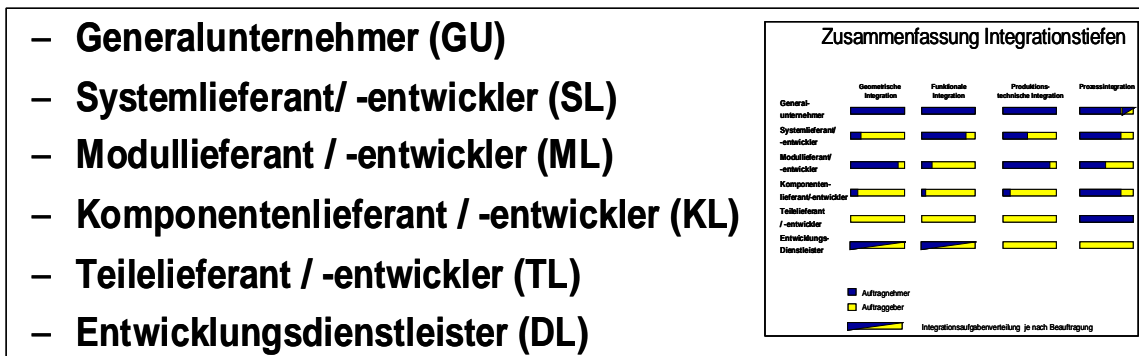 – Generalunternehmer (GU)
– Systemlieferant/ -entwickler (SL)
– Modullieferant / -entwickler (ML)
– Komponentenlieferant / -entwickler (KL)
– Teilelieferant / -entwickler (TL)
– Entwicklungsdienstleister (DL)
Zusammenfassung Integrationstiefen
Geometrische
Integration
Funktionale
Integration
Produktions-
technische Integration
Prozessintegration
General-
unternehmer
Systemlieferant/
-entwickler
Modullieferant/
-entwickler
Komponenten-
lieferant/-entwickler
Teilelieferant
/ -entwickler
Entwicklungs-
Dienstleister
Auftragnehmer
Auftraggeber
Integrationsaufgabenverteilung je nach Beauftragung